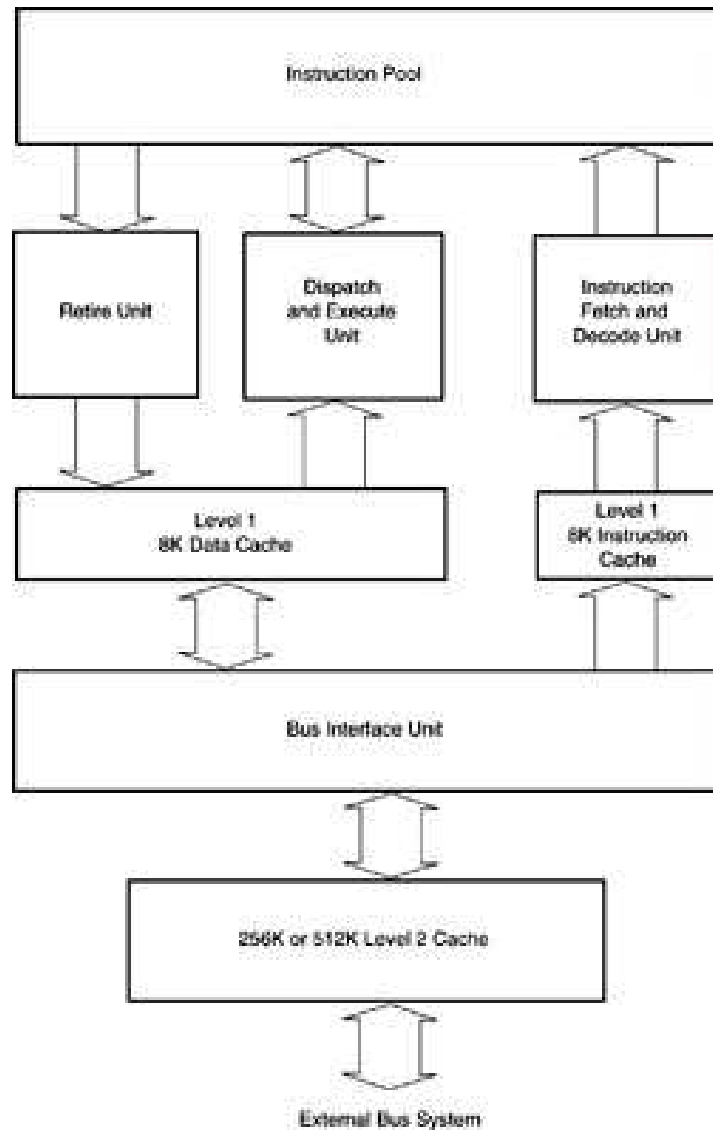 Instruction Pool
Retire Unit
Dispatch
and Execute
Unit
Instruction
Fetch and
Decode Unit
Level 1
8K Data Cache
Level 1
8K Instruction
Cache
Bus Interface Unit
256K or 512K Level 2 Cache
External Bus System